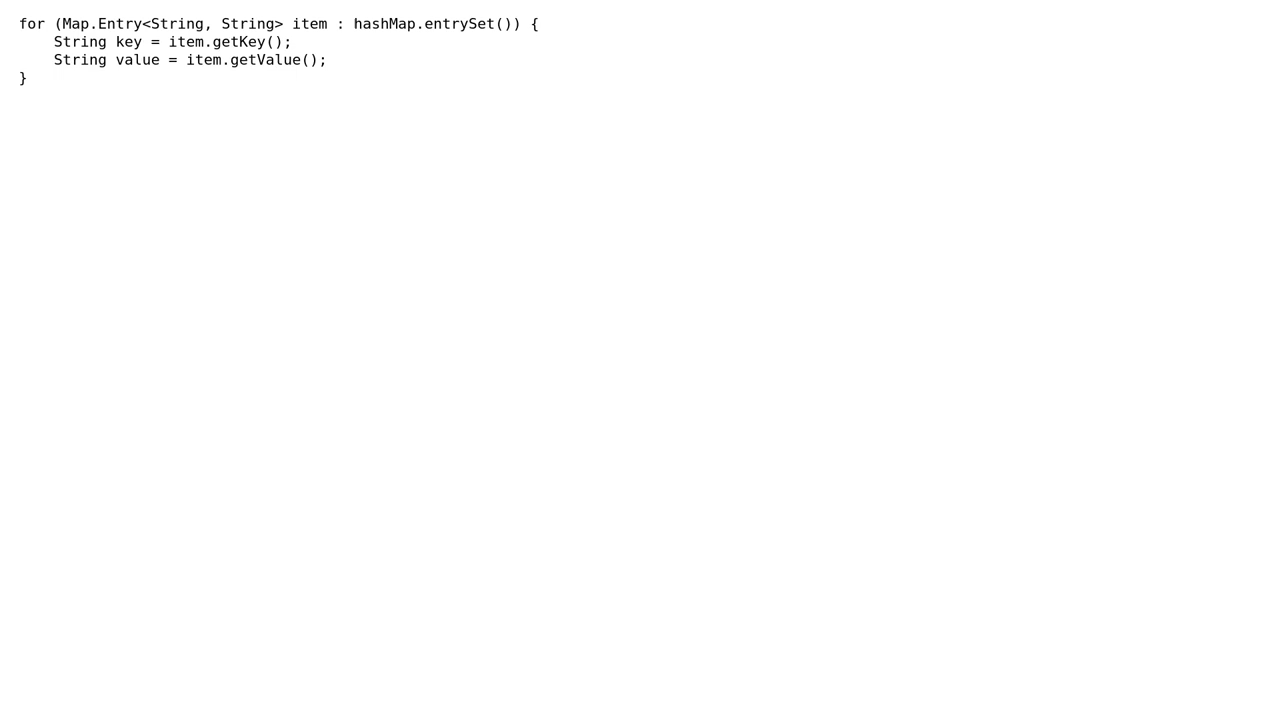 for (Map.Entry<String, String> item : hashMap.entrySet()) {
    String key = item.getKey();
    String value = item.getValue();
}